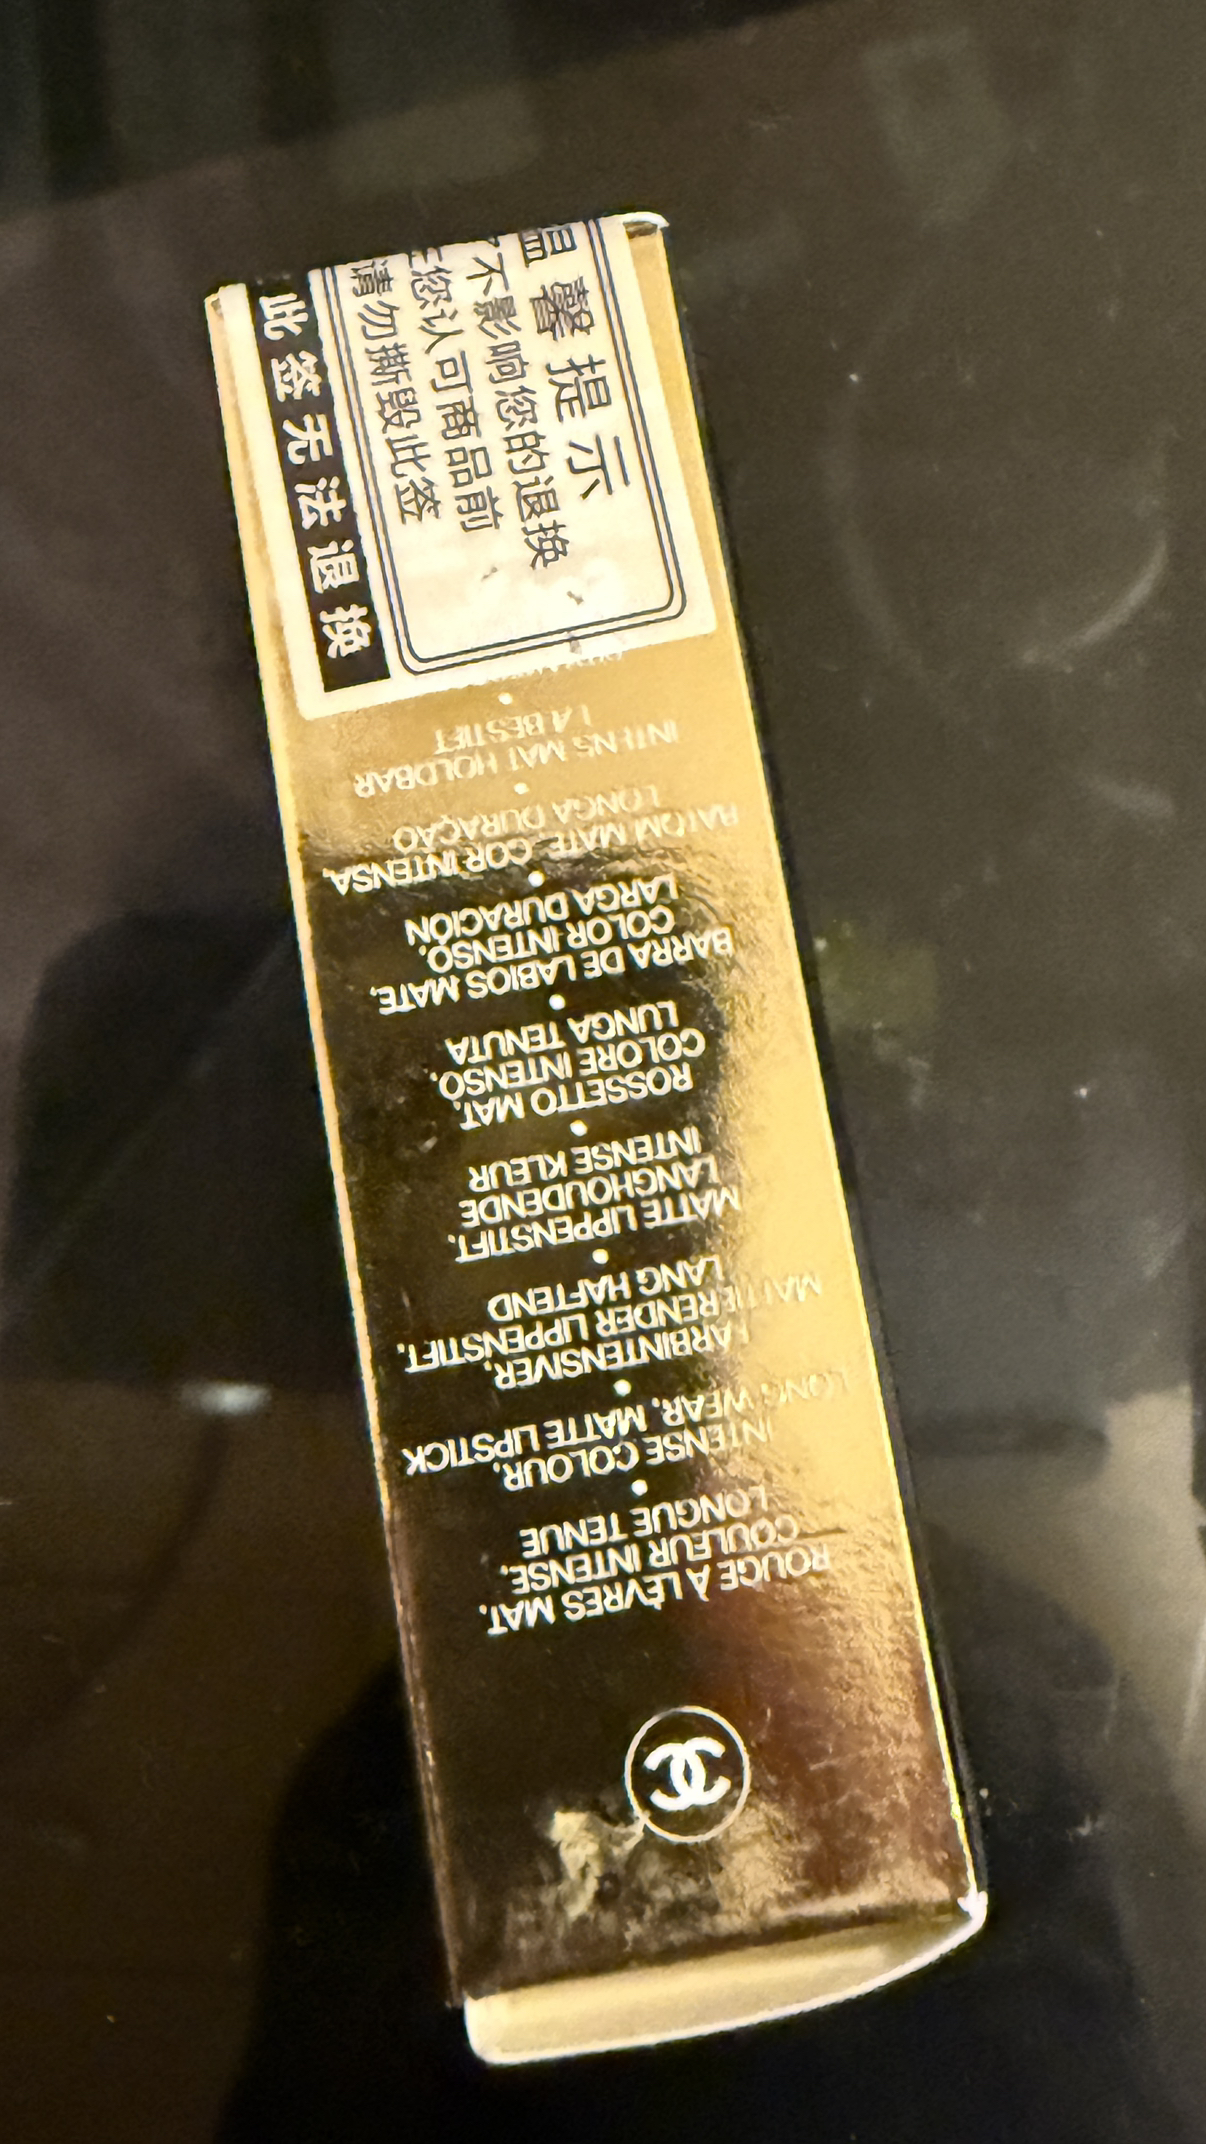 ROUGE À LÈVRES MAT.
COULEUR INTENSE.
LONGUE TENUE
INTENSE COLOUR,
LONG WEAR, MATTE LIPSTICK
FARBINTENSIVER,
MATTIERENDER LIPPENSTIFT.
LANG HAFTEND
MATTE LIPPENSTIFT.
LANGHOUDENDE
INTENSE KLEUR
ROSSETTO MAT.
COLORE INTENSO.
LUNGA TENUTA
BARRA DE LABIOS MATE,
COLOR INTENSO.
LARGA DURACIÓN
BATOM MATE. COR INTENSA,
LONGA DURAÇÃO
INTENS MAT HOLDBAR
LÆBESTIFT
温馨提示
了不影响您的退换
在您认可商品前
请勿撕毁此签
此签无法退换